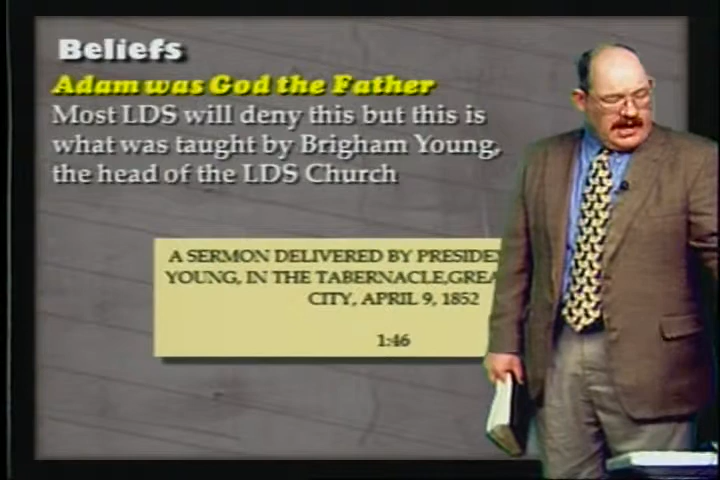 Beliefs
Adam was God the Father
Most LDS will deny this but this is
what was taught by Brigham Young,
the head of the LDS Church
A SERMON DELIVERED BY
YOUNG, IN THE TABERNACLE,
CITY, APRIL 9, 1852
1:46